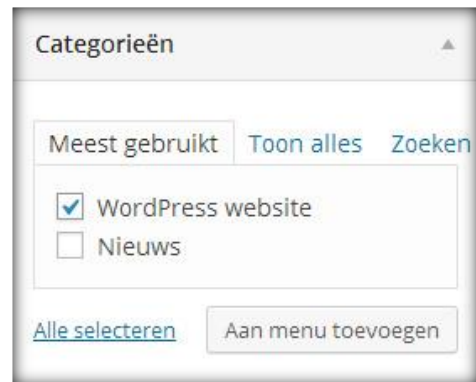 Categorieën
Meest gebruikt Toon alles Zoeken
WordPress website
Nieuws
Alle selecteren Aan menu toevoegen